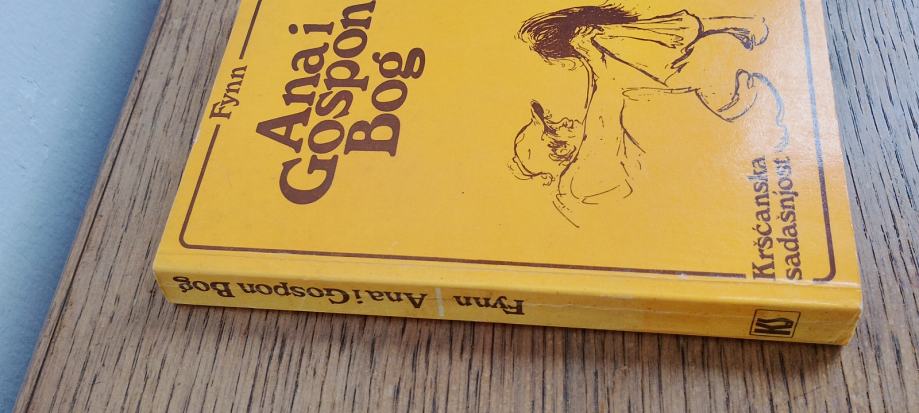 Fynn
Ana i
Gospon
Bog
Kršćanska
sadašnjost
Fynn Ana i Gospon Bog
KS